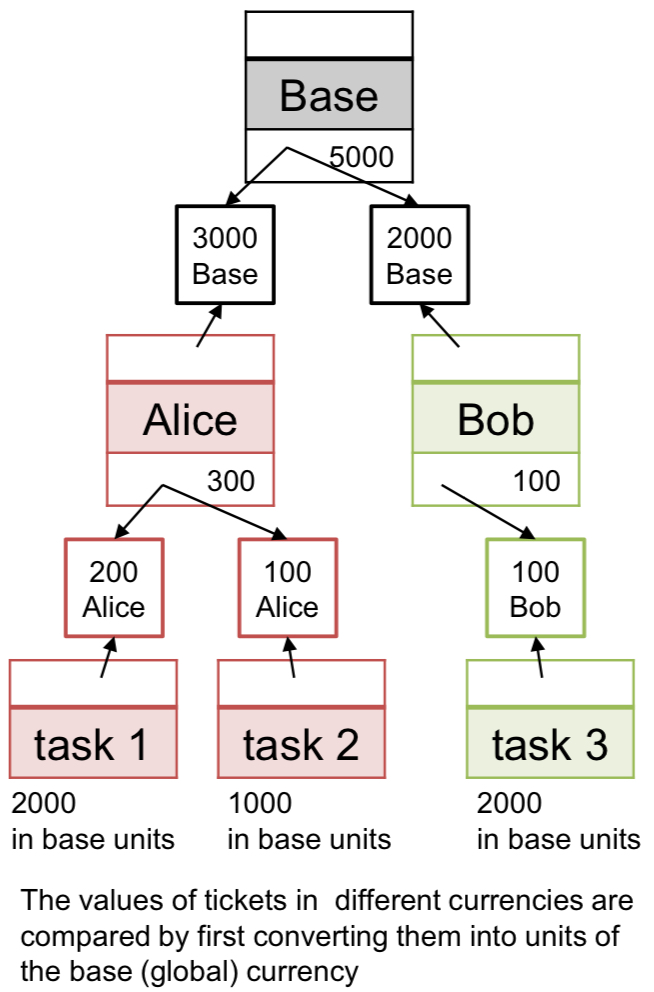 Base
5000
3000
Base
2000
Base
Alice
Bob
300
100
200
Alice
100
Alice
100
Bob
task 1
task 2
task 3
2000
in base units
1000
in base units
2000
in base units
The values of tickets in different currencies are
compared by first converting them into units of
the base (global) currency